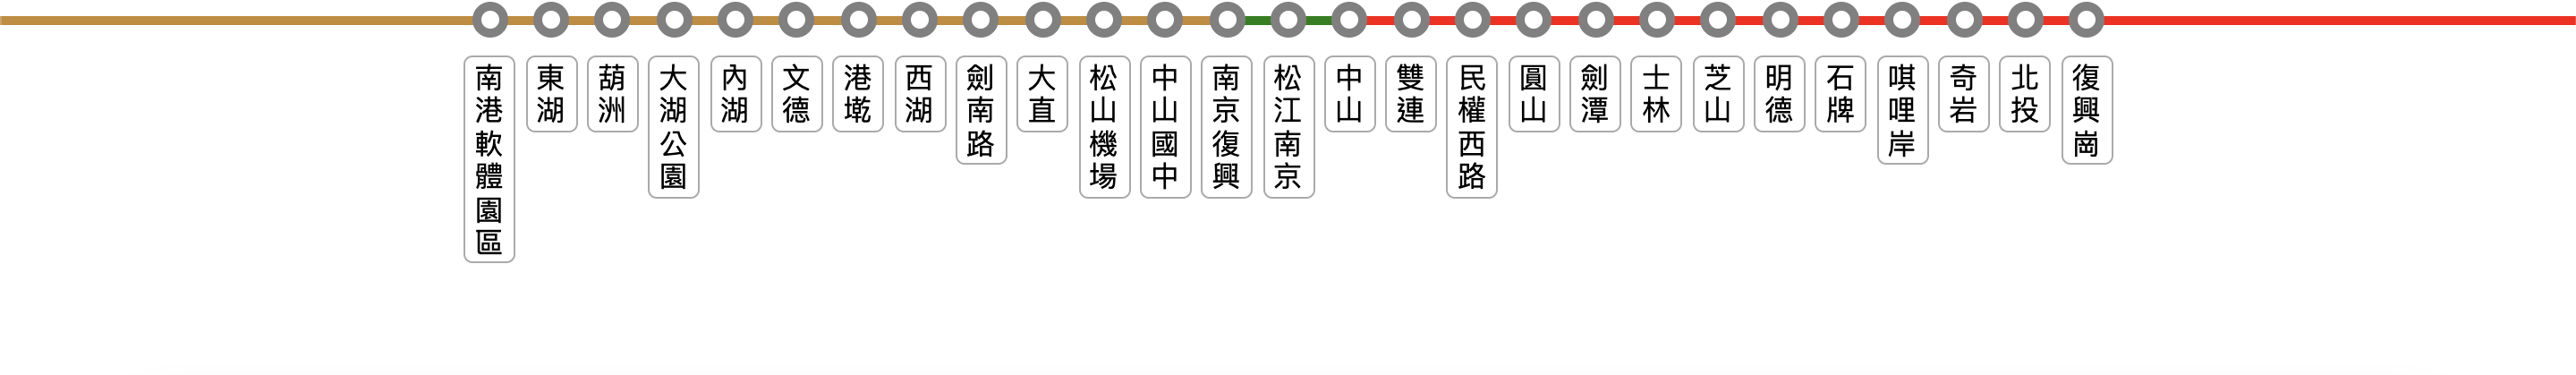 南港軟體園區
東湖
葫洲
大湖公園
內湖
文德
港墘
西湖
劍南路
大直
松山機場
中山國中
南京復興
松江南京
中山
雙連
民權西路
圓山
劍潭
士林
芝山
明德
石牌
唭哩岸
奇岩
北投
復興崗